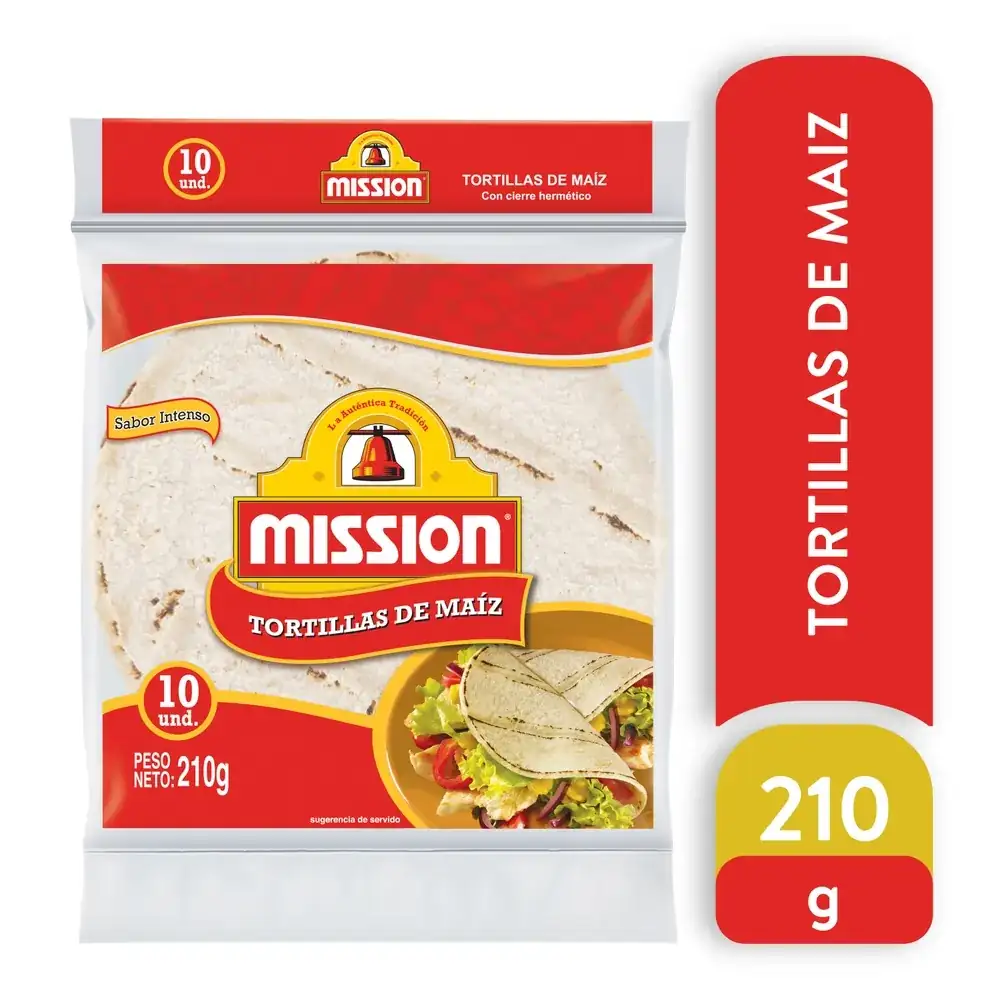 10
und.
MISSION
TORTILLAS DE MAÍZ
Con cierre hermético
Sabor Intenso
La Auténtica Tradición
MISSION®
TORTILLAS DE MAÍZ
10
und.
PESO
NETO: 210g
sugerencia de servido
TORTILLAS DE MAIZ
210
g